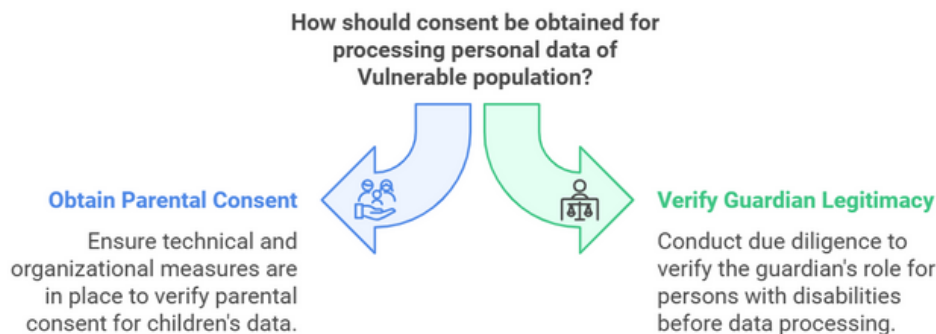 How should consent be obtained for
processing personal data of
Vulnerable population?
Obtain Parental Consent
Ensure technical and
organizational measures are
in place to verify parental
consent for children's data.
Verify Guardian Legitimacy
Conduct due diligence to
verify the guardian's role for
persons with disabilities
before data processing.